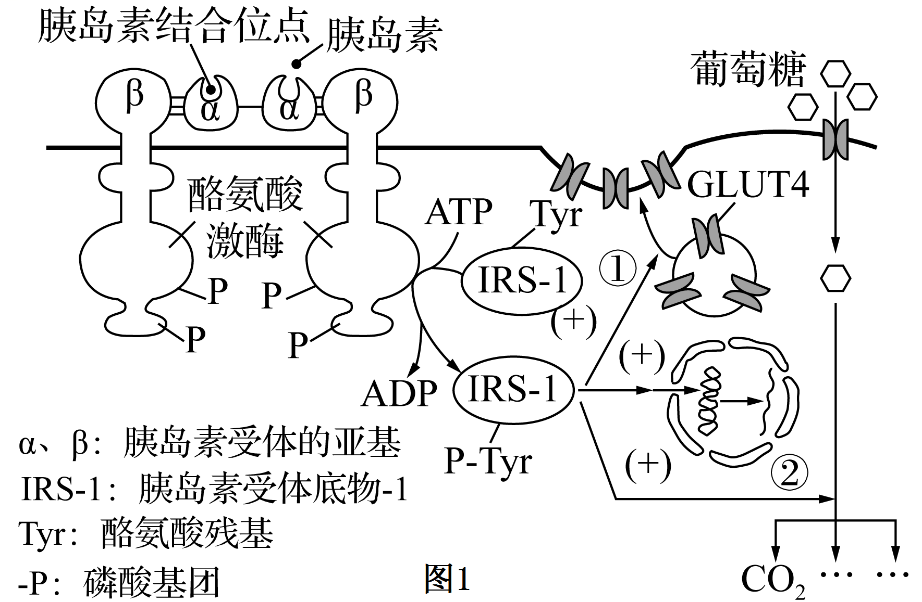 胰岛素结合位点
胰岛素
葡萄糖
β
α
α
β
GLUT4
酪氨酸
激酶
ATP
Tyr
IRS-1
①
(+)
P
P
P
P
(+)
ADP
IRS-1
P-Tyr
(+)
②
α、β：胰岛素受体的亚基
IRS-1：胰岛素受体底物-1
Tyr：酪氨酸残基
-P：磷酸基团
图1
CO₂ … …